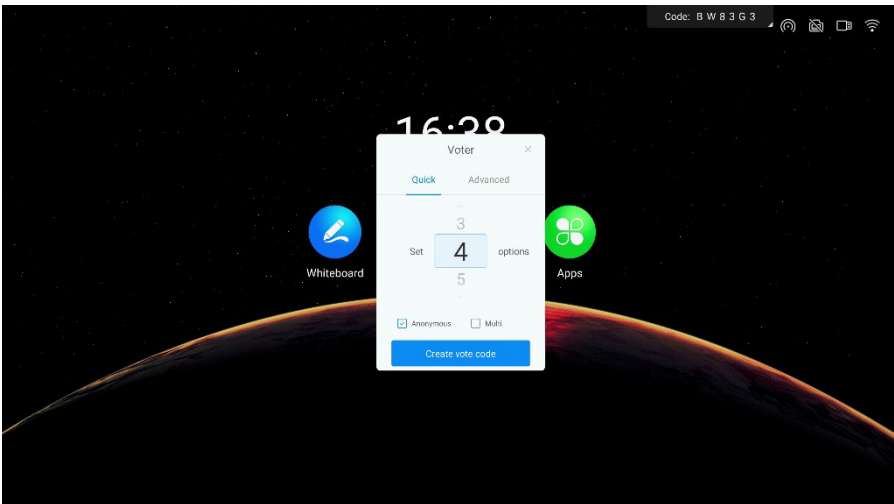 Code: B W 8 3 G 3
16:38
Voter
Quick Advanced
3
Set 4 options
5
Whiteboard
Apps
Anonymous Multi
Create vote code